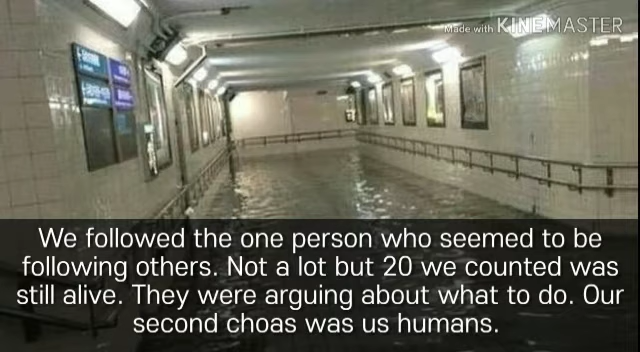 Made with KINEMASTER
We followed the one person who seemed to be
following others. Not a lot but 20 we counted was
still alive. They were arguing about what to do. Our
second choas was us humans.